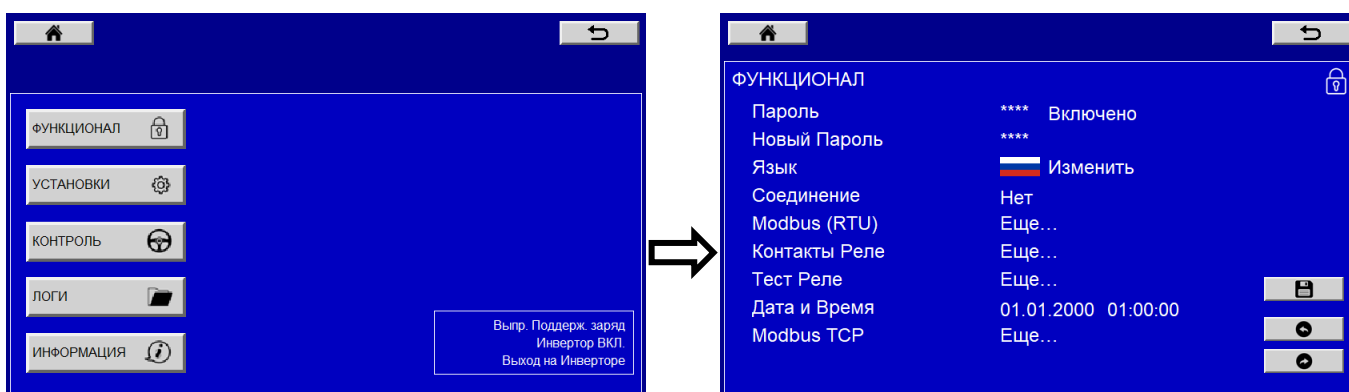 ФУНКЦИОНАЛ
УСТАНОВКИ
КОНТРОЛЬ
ЛОГИ
ИНФОРМАЦИЯ
Выпр. Поддерж. заряд
Инвертор ВКЛ.
Выход на Инверторе
ФУНКЦИОНАЛ
Пароль **** Включено
Новый Пароль ****
Язык Изменить
Соединение Нет
Modbus (RTU) Еще...
Контакты Реле Еще...
Тест Реле Еще...
Дата и Время 01.01.2000 01:00:00
Modbus TCP Еще...